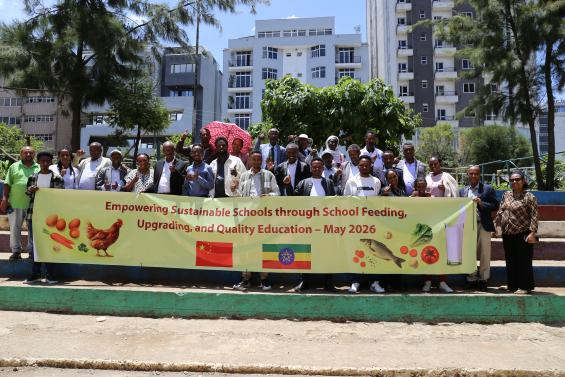 Empowering Sustainable Schools through School Feeding,
Upgrading, and Quality Education – May 2026